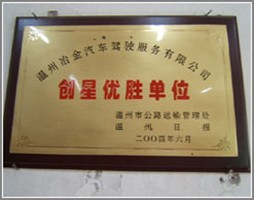 温州冶金汽车驾驶服务有限公司
创星优胜单位
温州市公路运输管理处
温州日报
二〇〇四年六月